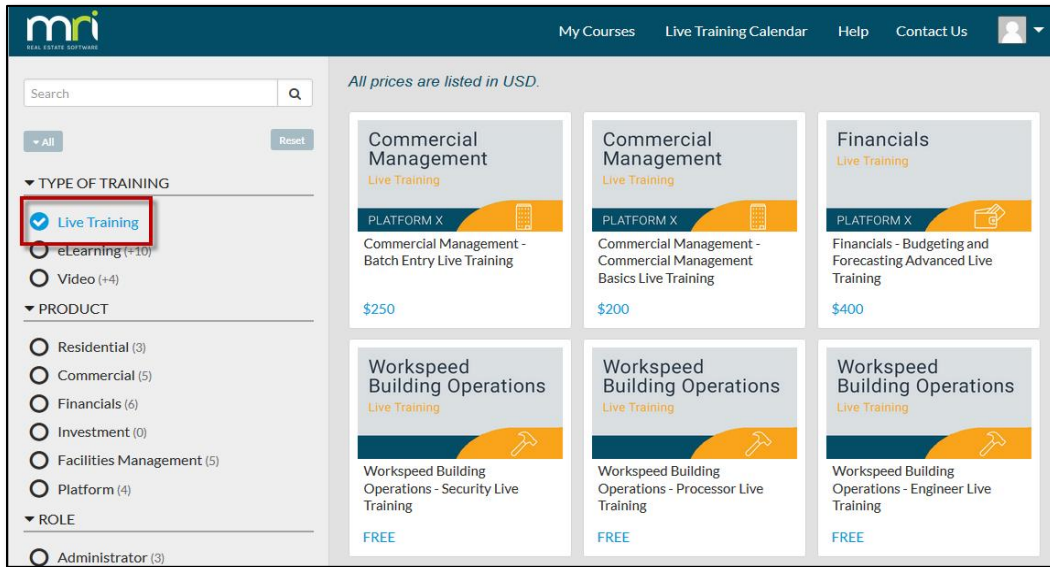 mri
REAL ESTATE SOFTWARE
My Courses Live Training Calendar Help Contact Us
Search
All
Reset
TYPE OF TRAINING
Live Training
eLearning (+10)
Video (+4)
PRODUCT
Residential (3)
Commercial (5)
Financials (6)
Investment (0)
Facilities Management (5)
Platform (4)
ROLE
Administrator (3)
All prices are listed in USD.
Commercial
Management
Live Training
PLATFORM X
Commercial Management -
Batch Entry Live Training
$250
Commercial
Management
Live Training
PLATFORM X
Commercial Management -
Commercial Management
Basics Live Training
$200
Financials
Live Training
PLATFORM X
Financials - Budgeting and
Forecasting Advanced Live
Training
$400
Workspeed
Building Operations
Live Training
Workspeed Building
Operations - Security Live
Training
FREE
Workspeed
Building Operations
Live Training
Workspeed Building
Operations - Processor Live
Training
FREE
Workspeed
Building Operations
Live Training
Workspeed Building
Operations - Engineer Live
Training
FREE